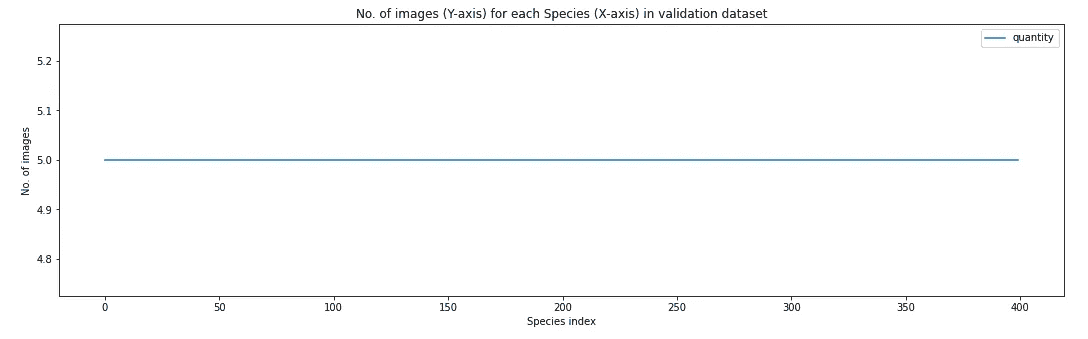 No. of images (Y-axis) for each Species (X-axis) in validation dataset
quantity
5.2
5.1
5.0
4.9
4.8
No. of images
0 50 100 150 200 250 300 350 400
Species index